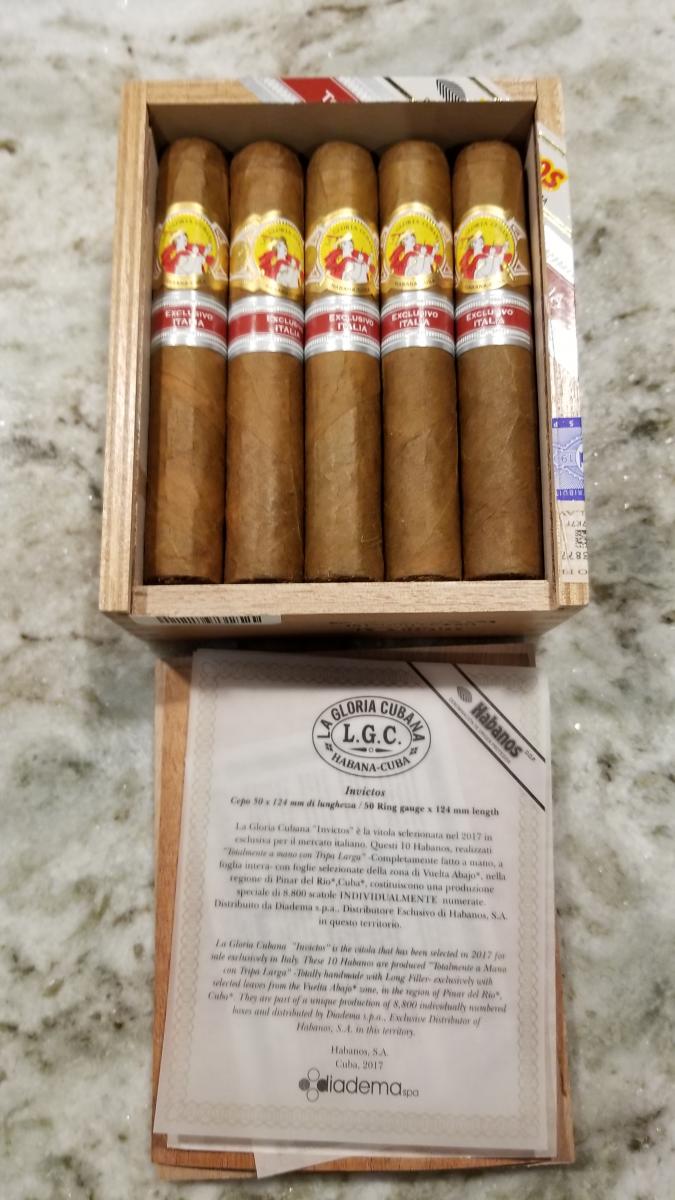 LA GLORIA CUBANA
HABANA-CUBA
EXCLUSIVO
ITALIA
EXCLUSIVO
ITALIA
EXCLUSIVO
ITALIA
EXCLUSIVO
ITALIA
EXCLUSIVO
ITALIA
OS
19
LA GLORIA CUBANA
L.G.C.
HABANA-CUBA
Habanos s.a.
Invictos
Cepo 50 x 124 mm di lunghezza / 50 Ring gauge x 124 mm length
La Gloria Cubana "Invictos" è la vitola selezionata nel 2017 in
esclusiva per il mercato italiano. Questi 10 Habanos, realizzati
"Totalmente a mano con Tripa Larga" -Completamente fatto a mano, a
foglia intera- con foglie selezionate della zona di Vuelta Abajo*, nella
regione di Pinar del Río*,Cuba*, costituiscono una produzione
speciale di 8.800 scatole INDIVIDUALMENTE numerate.
Distribuito da Diadema s.p.a., Distributore Esclusivo di Habanos, S.A.
in questo territorio.
La Gloria Cubana "Invictos" is the vitola that has been selected in 2017 for
sale exclusively in Italy. These 10 Habanos are produced "Totalmente a Mano
con Tripa Larga" -Totally handmade with Long Filler- exclusively with
selected leaves from the Vuelta Abajo* zone, in the region of Pinar del Río*,
Cuba*. They are part of a unique production of 8,800 individually numbered
boxes and distributed by Diadema s.p.a., Exclusive Distributor of
Habanos, S.A. in this territory.
Habanos, S.A.
Cuba, 2017
diadema spa